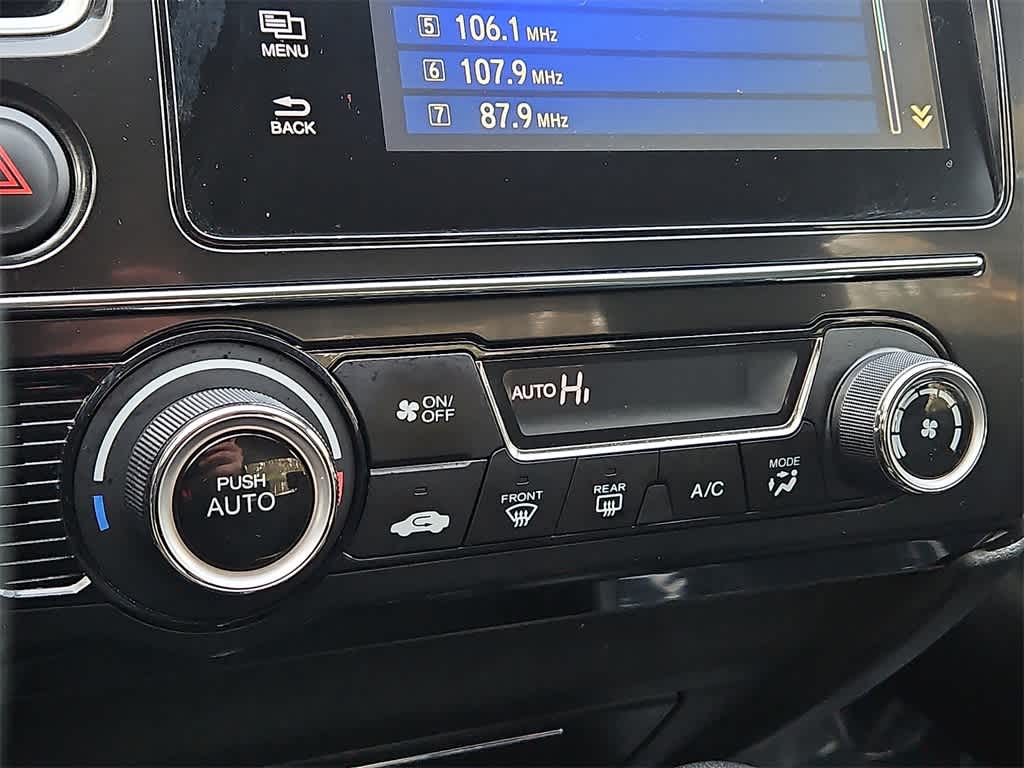 MENU
5 106.1 MHz
6 107.9 MHz
BACK
7 87.9 MHz
ON/
OFF
AUTO Hi
PUSH
AUTO
FRONT
REAR
A/C
MODE